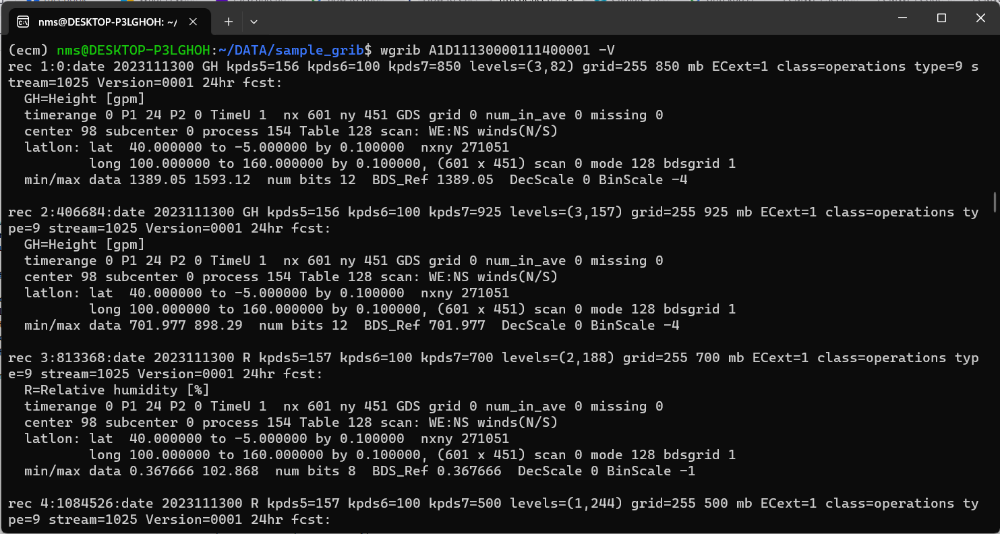 nms@DESKTOP-P3LGHOH: ~/
(ecm) nms@DESKTOP-P3LGHOH:~/DATA/sample_grib$ wgrib A1D11130000111400001 -V
rec 1:0:date 2023111300 GH kpds5=156 kpds6=100 kpds7=850 levels=(3,82) grid=255 850 mb ECext=1 class=operations type=9 s
tream=1025 Version=0001 24hr fcst:
  GH=Height [gpm]
  timerange 0 P1 24 P2 0 TimeU 1  nx 601 ny 451 GDS grid 0 num_in_ave 0 missing 0
  center 98 subcenter 0 process 154 Table 128 scan: WE:NS winds(N/S)
  latlon: lat  40.000000 to -5.000000 by 0.100000  nxny 271051
          long 100.000000 to 160.000000 by 0.100000, (601 x 451) scan 0 mode 128 bdsgrid 1
  min/max data 1389.05 1593.12  num bits 12  BDS_Ref 1389.05  DecScale 0 BinScale -4
rec 2:406684:date 2023111300 GH kpds5=156 kpds6=100 kpds7=925 levels=(3,157) grid=255 925 mb ECext=1 class=operations ty
pe=9 stream=1025 Version=0001 24hr fcst:
  GH=Height [gpm]
  timerange 0 P1 24 P2 0 TimeU 1  nx 601 ny 451 GDS grid 0 num_in_ave 0 missing 0
  center 98 subcenter 0 process 154 Table 128 scan: WE:NS winds(N/S)
  latlon: lat  40.000000 to -5.000000 by 0.100000  nxny 271051
          long 100.000000 to 160.000000 by 0.100000, (601 x 451) scan 0 mode 128 bdsgrid 1
  min/max data 701.977 898.29  num bits 12  BDS_Ref 701.977  DecScale 0 BinScale -4
rec 3:813368:date 2023111300 R kpds5=157 kpds6=100 kpds7=700 levels=(2,188) grid=255 700 mb ECext=1 class=operations typ
e=9 stream=1025 Version=0001 24hr fcst:
  R=Relative humidity [%]
  timerange 0 P1 24 P2 0 TimeU 1  nx 601 ny 451 GDS grid 0 num_in_ave 0 missing 0
  center 98 subcenter 0 process 154 Table 128 scan: WE:NS winds(N/S)
  latlon: lat  40.000000 to -5.000000 by 0.100000  nxny 271051
          long 100.000000 to 160.000000 by 0.100000, (601 x 451) scan 0 mode 128 bdsgrid 1
  min/max data 0.367666 102.868  num bits 8  BDS_Ref 0.367666  DecScale 0 BinScale -1
rec 4:1084526:date 2023111300 R kpds5=157 kpds6=100 kpds7=500 levels=(1,244) grid=255 500 mb ECext=1 class=operations ty
pe=9 stream=1025 Version=0001 24hr fcst: